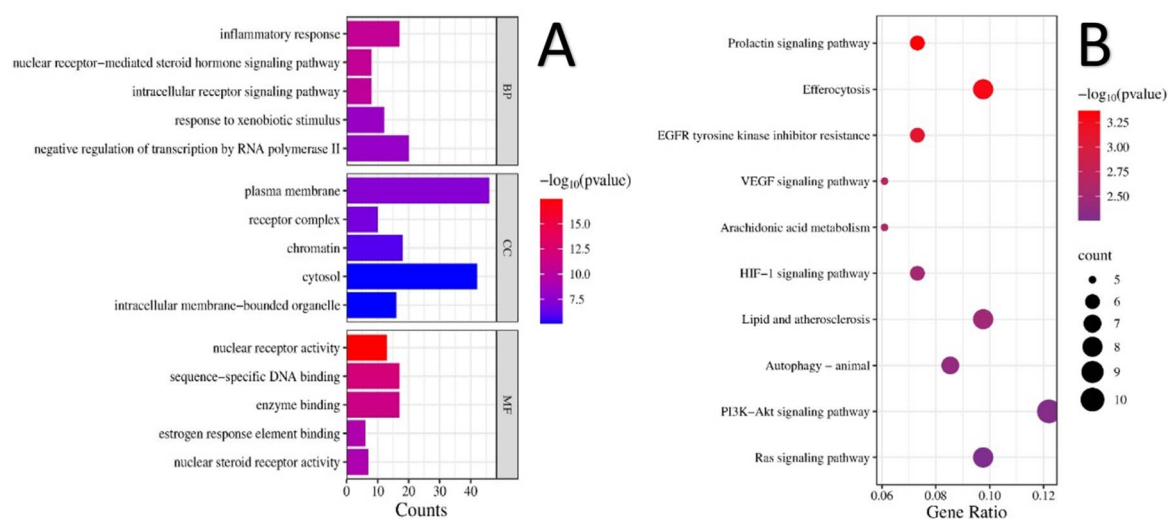 A
inflammatory response
nuclear receptor-mediated steroid hormone signaling pathway
intracellular receptor signaling pathway
response to xenobiotic stimulus
negative regulation of transcription by RNA polymerase II
BP
plasma membrane
receptor complex
chromatin
cytosol
intracellular membrane-bounded organelle
CC
nuclear receptor activity
sequence-specific DNA binding
enzyme binding
estrogen response element binding
nuclear steroid receptor activity
MF
0 10 20 30 40
Counts
−log10(pvalue)
15.0
12.5
10.0
7.5
B
Prolactin signaling pathway
Efferocytosis
EGFR tyrosine kinase inhibitor resistance
VEGF signaling pathway
Arachidonic acid metabolism
HIF-1 signaling pathway
Lipid and atherosclerosis
Autophagy − animal
PI3K-Akt signaling pathway
Ras signaling pathway
0.06 0.08 0.10 0.12
Gene Ratio
−log10(pvalue)
3.25
3.00
2.75
2.50
count
5
6
7
8
9
10